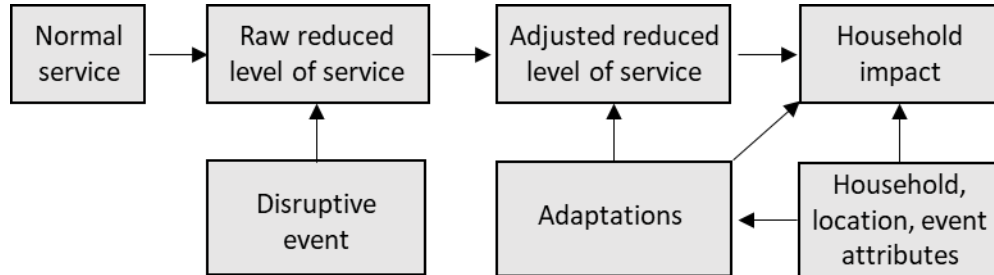 Normal
service
Raw reduced
level of service
Adjusted reduced
level of service
Household
impact
Disruptive
event
Adaptations
Household,
location, event
attributes